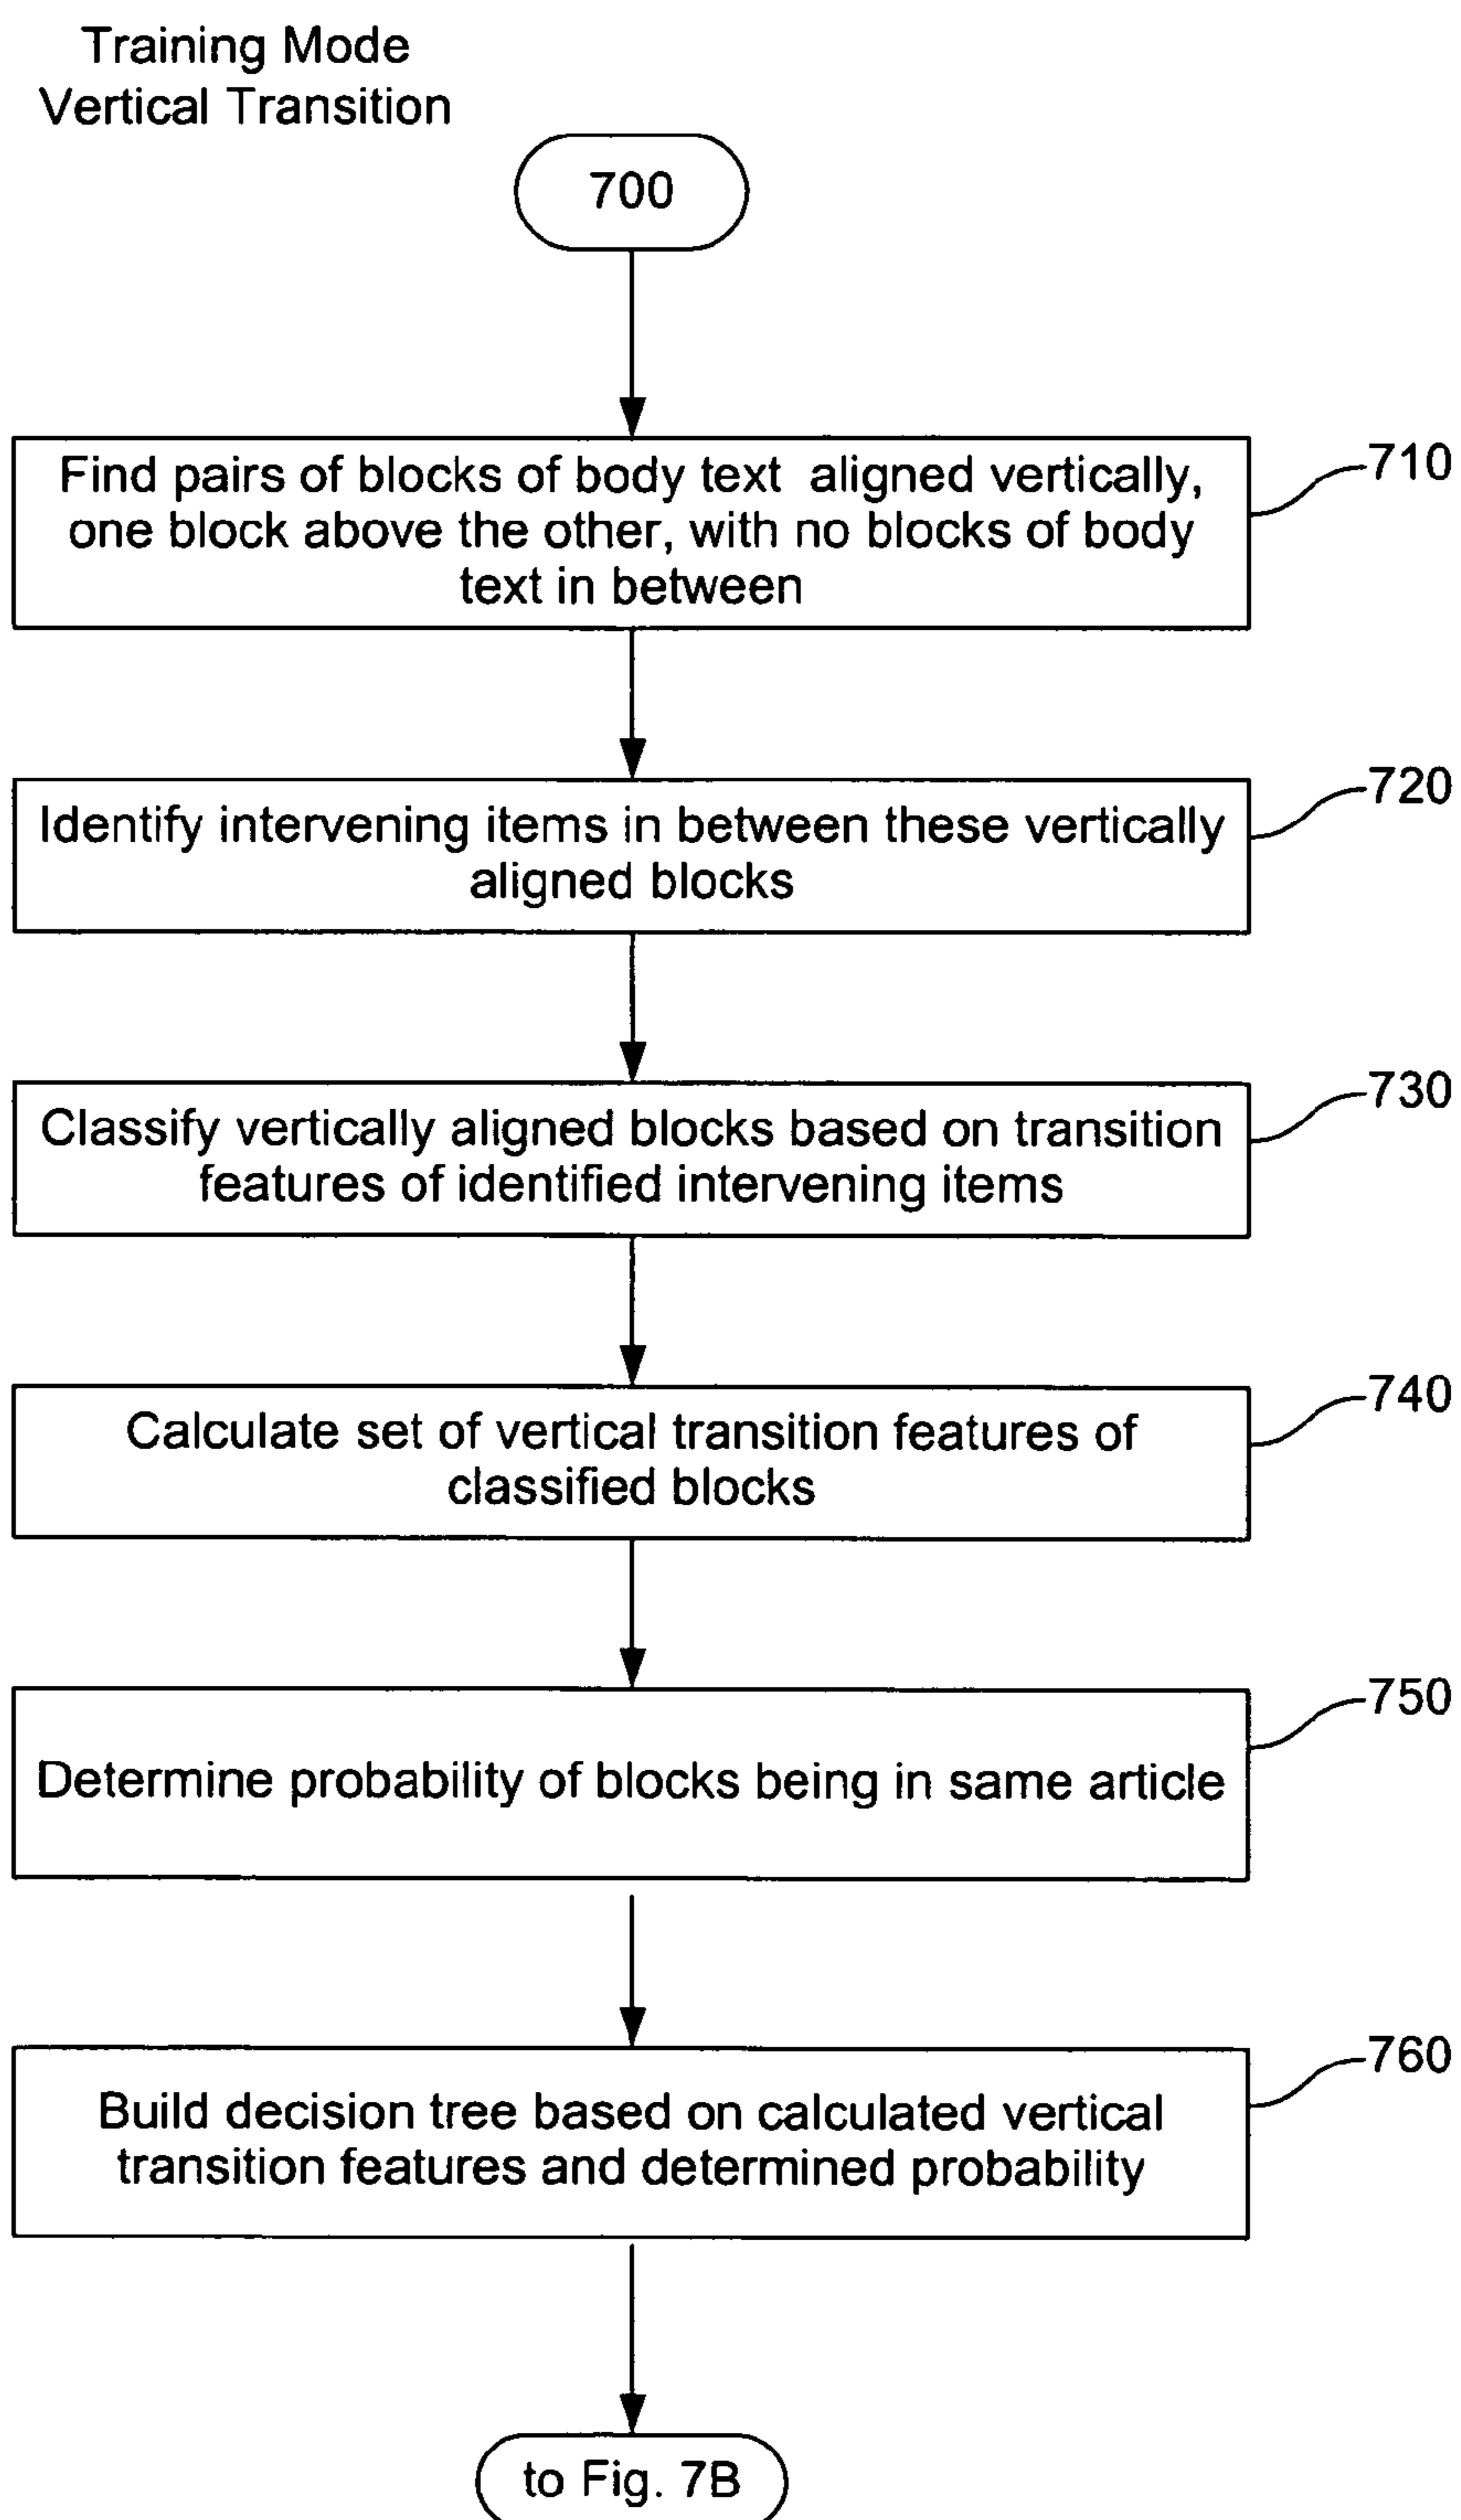 Training Mode
Vertical Transition
700
Find pairs of blocks of body text aligned vertically,
one block above the other, with no blocks of body
text in between
710
Identify intervening items in between these vertically
aligned blocks
720
Classify vertically aligned blocks based on transition
features of identified intervening items
730
Calculate set of vertical transition features of
classified blocks
740
Determine probability of blocks being in same article
750
Build decision tree based on calculated vertical
transition features and determined probability
760
to Fig. 7B